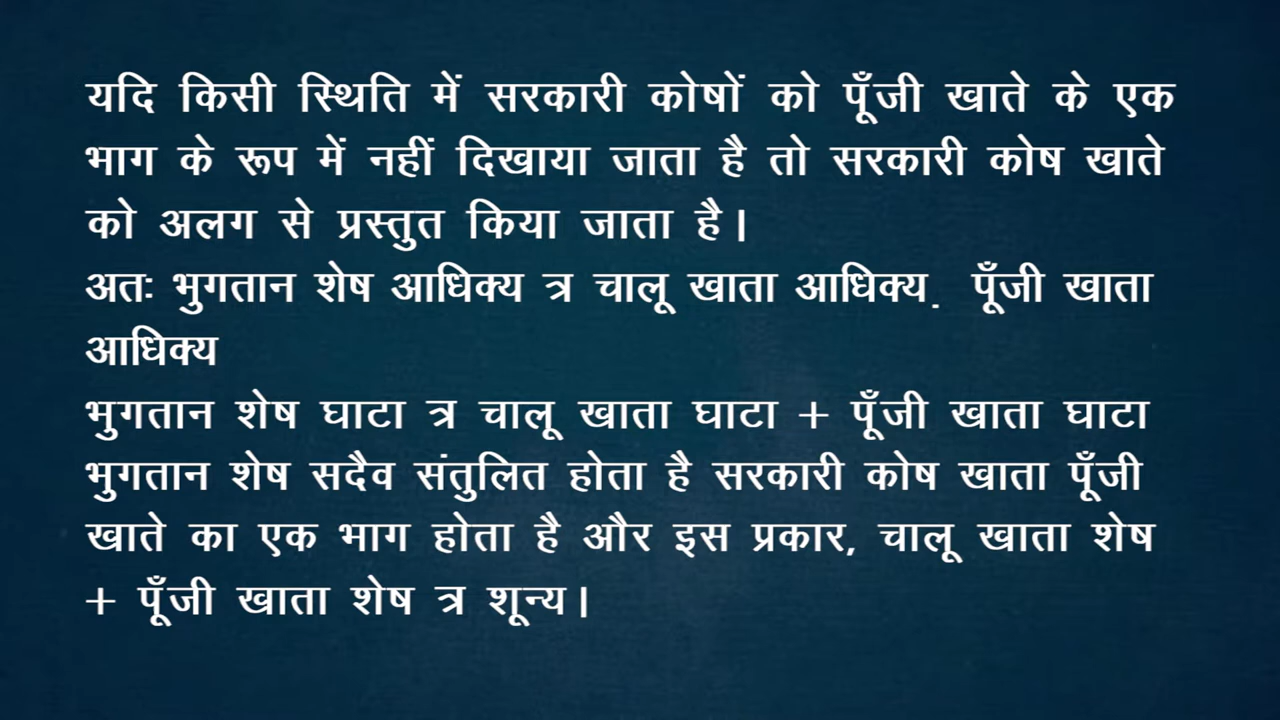 यदि किसी स्थिति में सरकारी कोषों को पूँजी खाते के एक
भाग के रूप में नहीं दिखाया जाता है तो सरकारी कोष खाते
को अलग से प्रस्तुत किया जाता है।
अतः भुगतान शेष आधिक्य त्र चालू खाता आधिक्य. पूँजी खाता
आधिक्य
भुगतान शेष घाटा त्र चालू खाता घाटा + पूँजी खाता घाटा
भुगतान शेष सदैव संतुलित होता है सरकारी कोष खाता पूँजी
खाते का एक भाग होता है और इस प्रकार, चालू खाता शेष
+ पूँजी खाता शेष त्र शून्य।